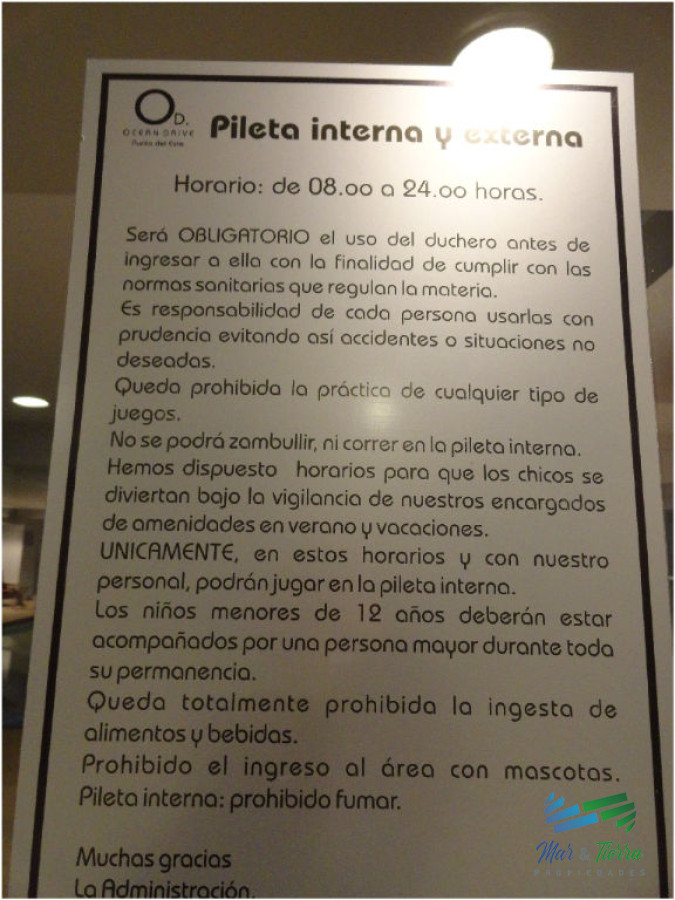 OD.
OCEAN DRIVE
Punta del Este
Pileta interna y externa
Horario: de 08.00 a 24.00 horas.
Será OBLIGATORIO el uso del duchero antes de
ingresar a ella con la finalidad de cumplir con las
normas sanitarias que regulan la materia.
Es responsabilidad de cada persona usarlas con
prudencia evitando así accidentes o situaciones no
deseadas.
Queda prohibida la práctica de cualquier tipo de
juegos.
No se podrá zambullir, ni correr en la pileta interna.
Hemos dispuesto horarios para que los chicos se
diviertan bajo la vigilancia de nuestros encargados
de amenidades en verano y vacaciones.
UNICAMENTE, en estos horarios y con nuestro
personal, podrán jugar en la pileta interna.
Los niños menores de 12 años deberán estar
acompañados por una persona mayor durante toda
su permanencia.
Queda totalmente prohibida la ingesta de
alimentos y bebidas.
Prohibido el ingreso al área con mascotas.
Pileta interna: prohibido fumar.
Muchas gracias
La Administración.
Mar & Tierra
PROPIEDADES